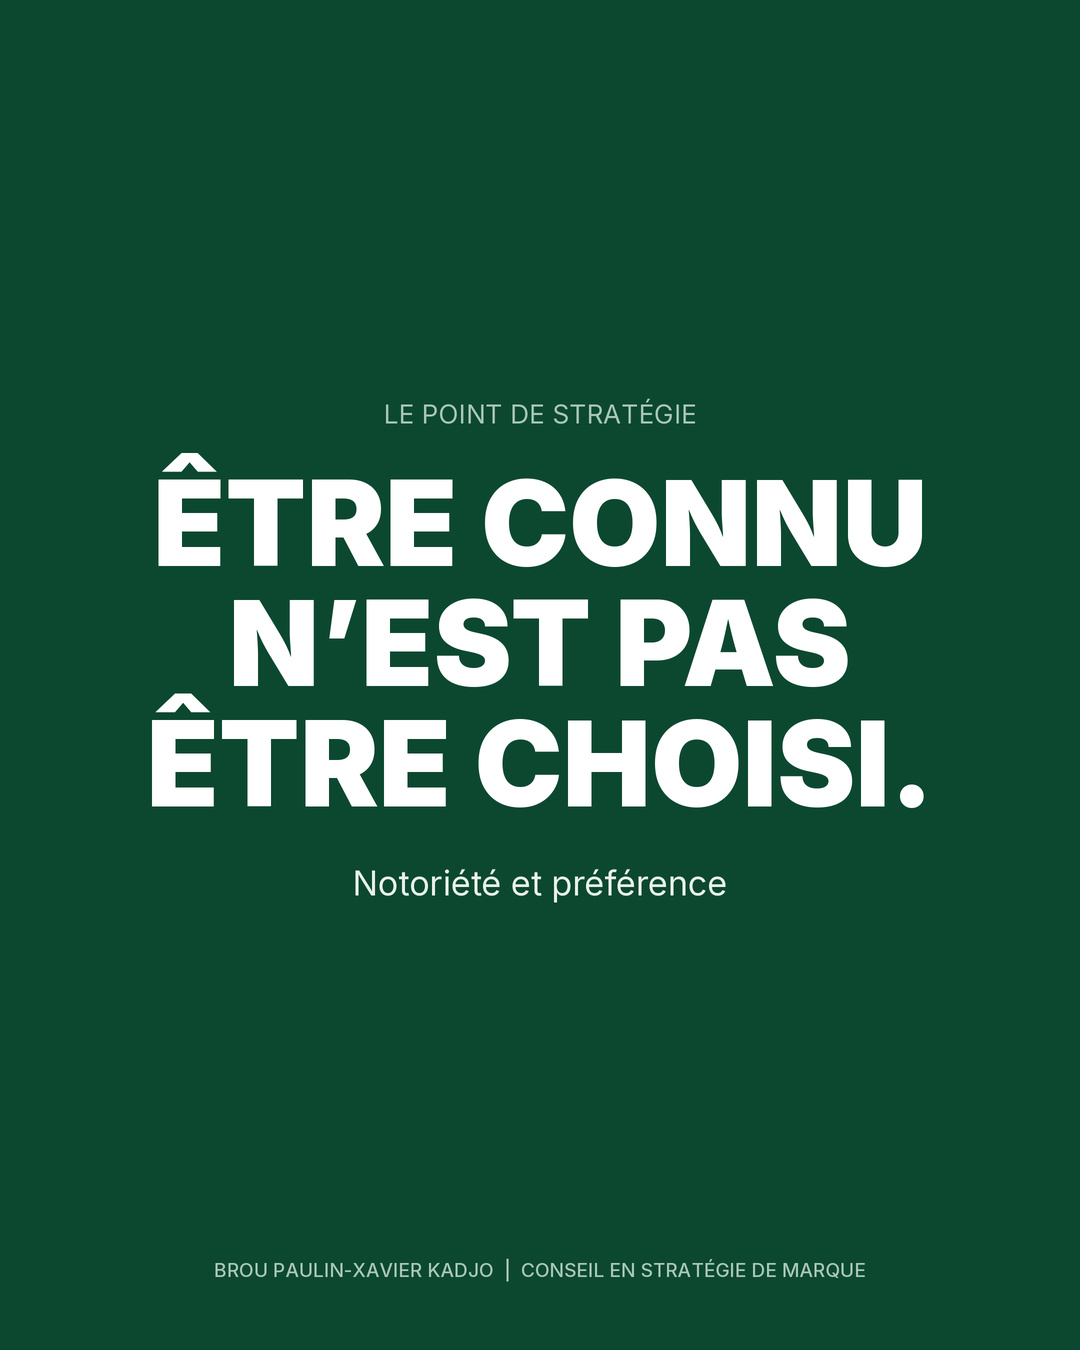 LE POINT DE STRATÉGIE
ÊTRE CONNU
N’EST PAS
ÊTRE CHOISI.
Notoriété et préférence
BROU PAULIN-XAVIER KADJO | CONSEIL EN STRATÉGIE DE MARQUE